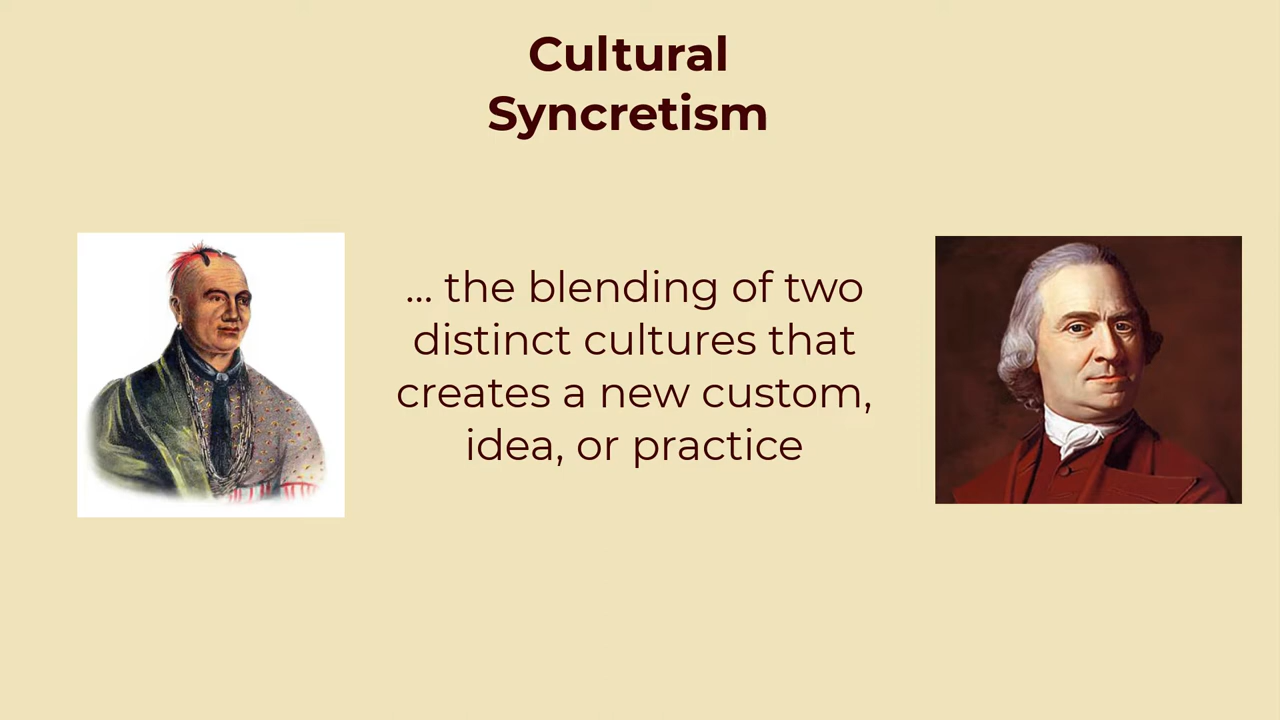 Cultural
Syncretism
... the blending of two
distinct cultures that
creates a new custom,
idea, or practice